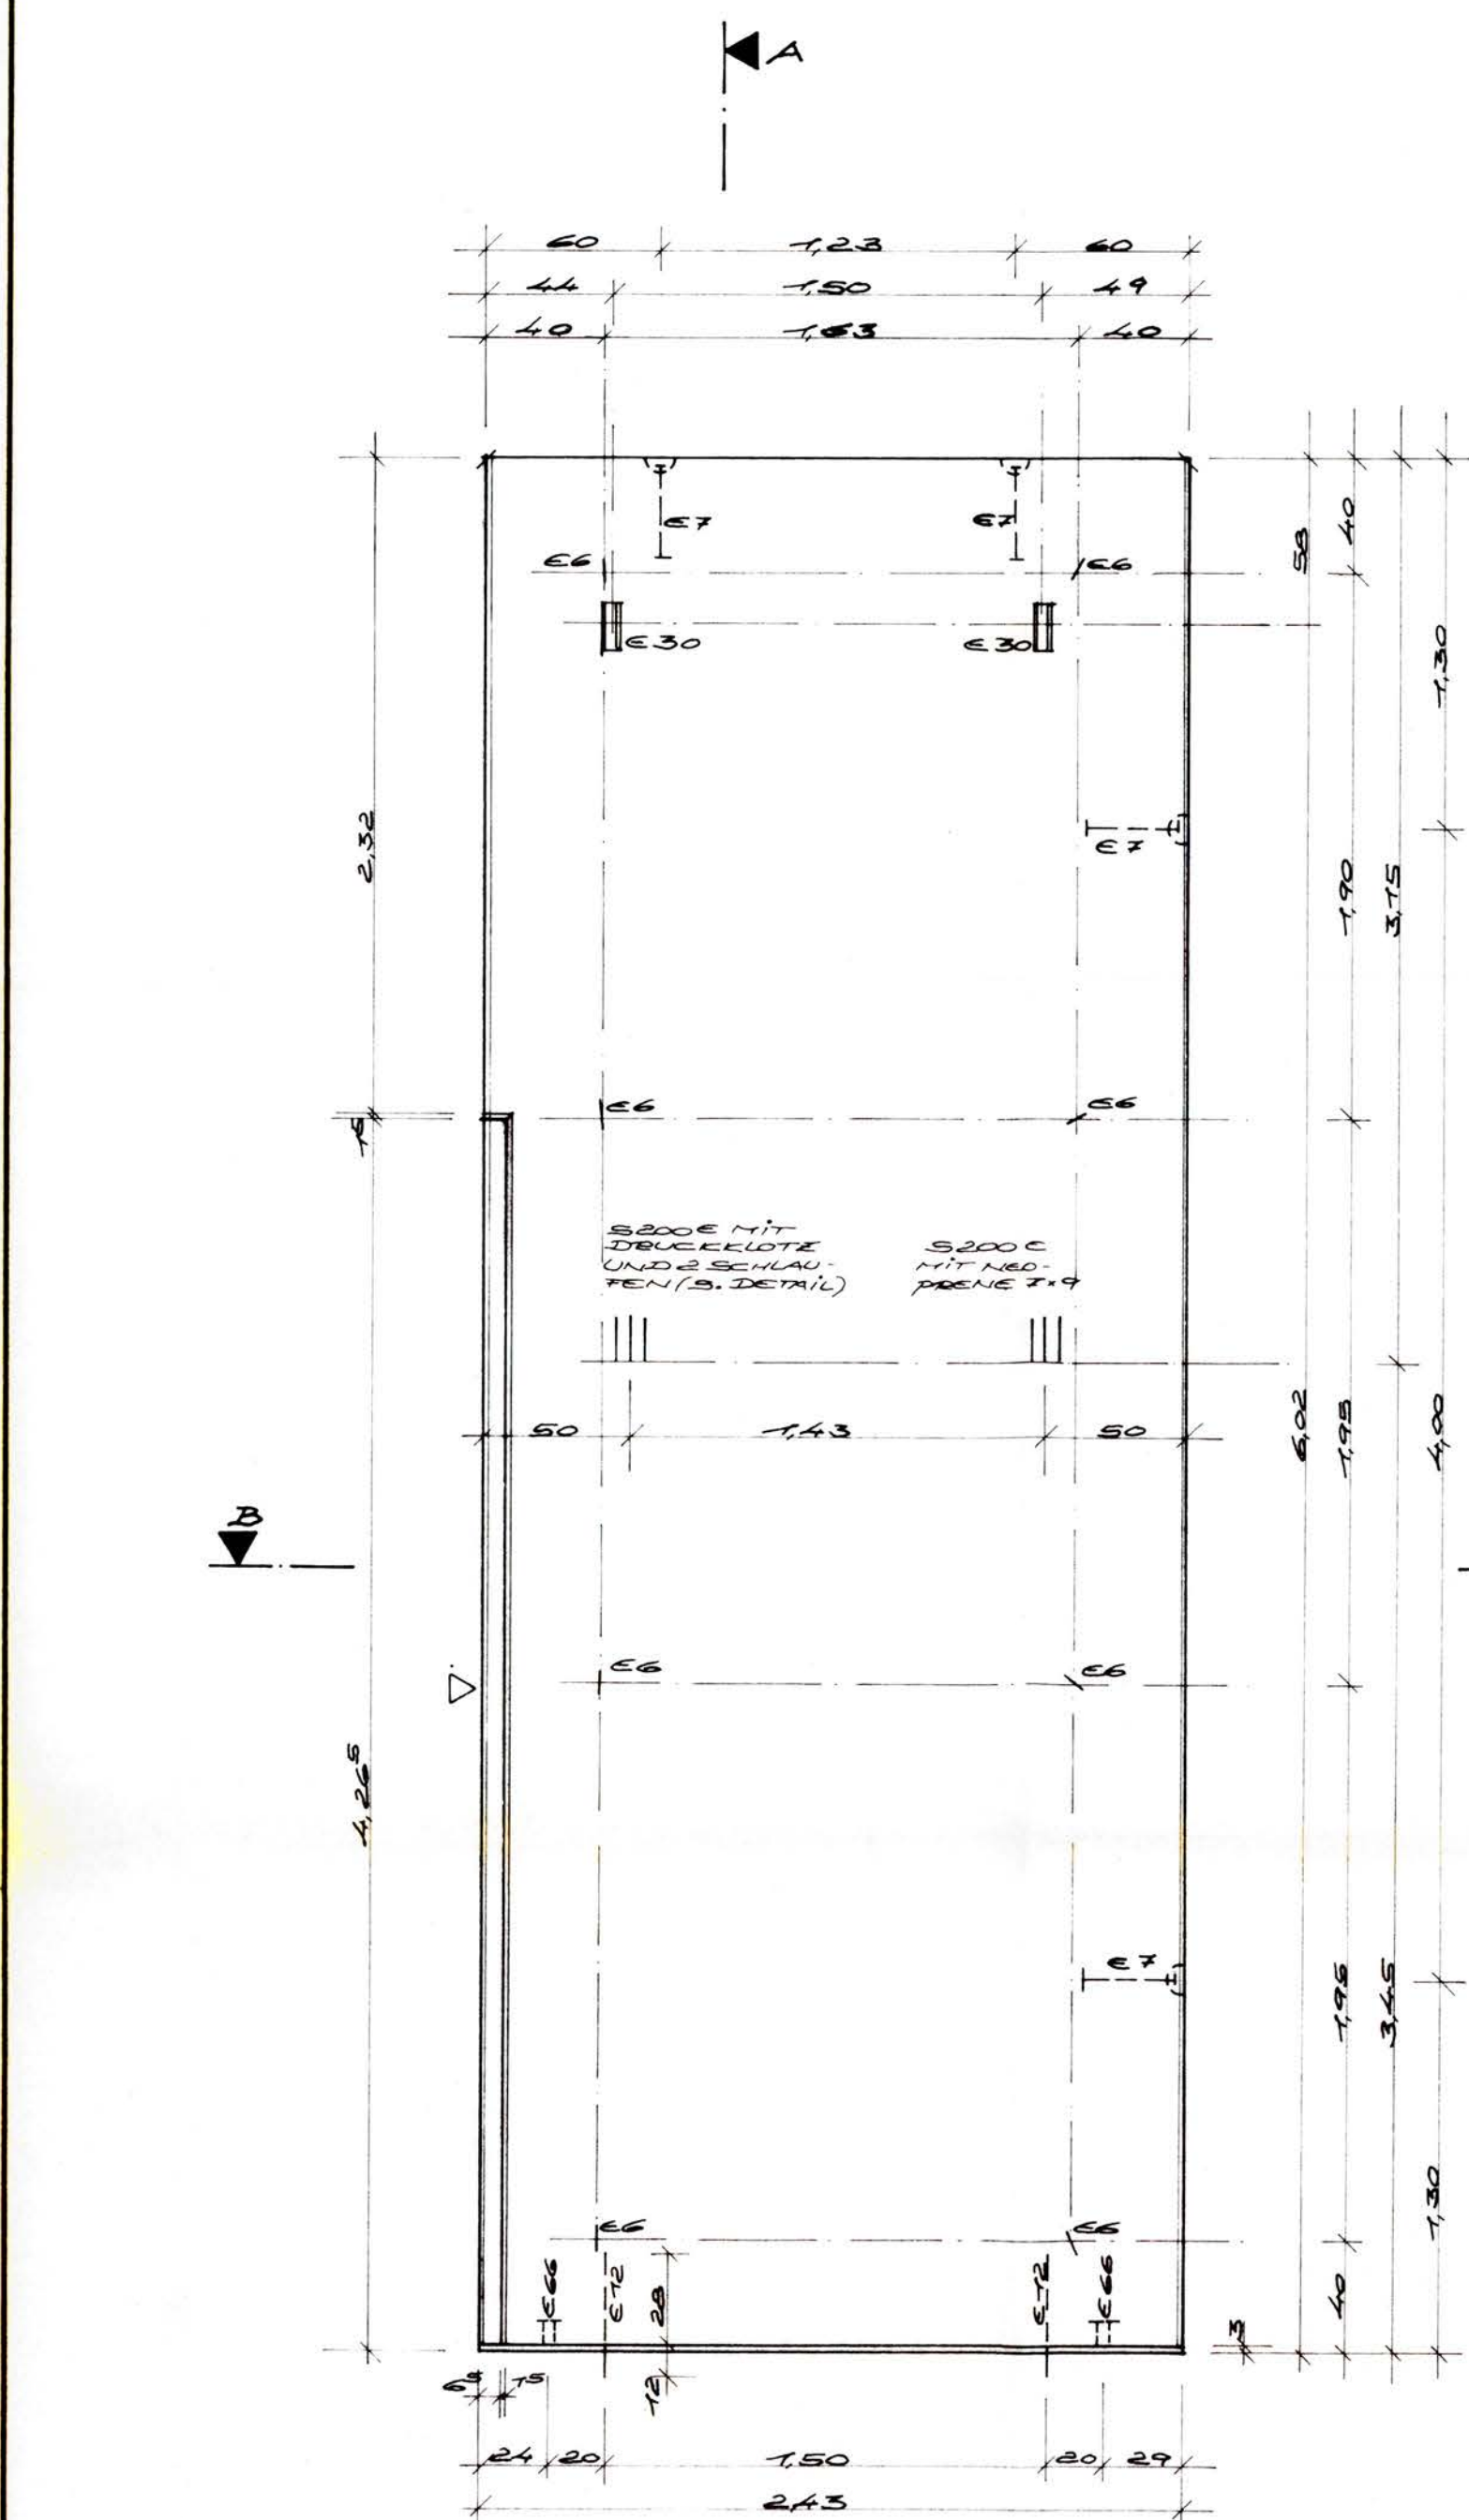 A
60 1,23 60
44 1,50 49
40 1,63 40
E7 E7
E6 E6
E30 E30
58
40
1,30
2,32
E7
1,90
3,15
E6 E6
1⁵
S200E MIT
DRUCKKLOTZ
UND 2 SCHLAU-
FEN (S. DETAIL)
S200E
MIT NEO-
PRENE 7x9
50 1,43 50
6,02
1,95
4,00
B
E6 E6
4,26⁵
E7
1,95
3,45
1,30
E6 E6
E66
E12
28
E12
E66
40
3
6⁵ 1⁵
12
24 20 1,50 20 29
2,43